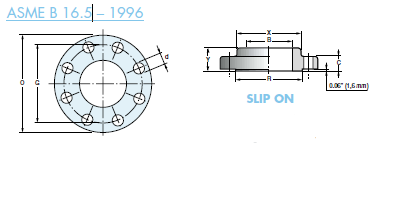 ASME B 16.5 – 1996
O
G
d
X
B
Y
C
R
0.06" (1,6 mm)
SLIP ON